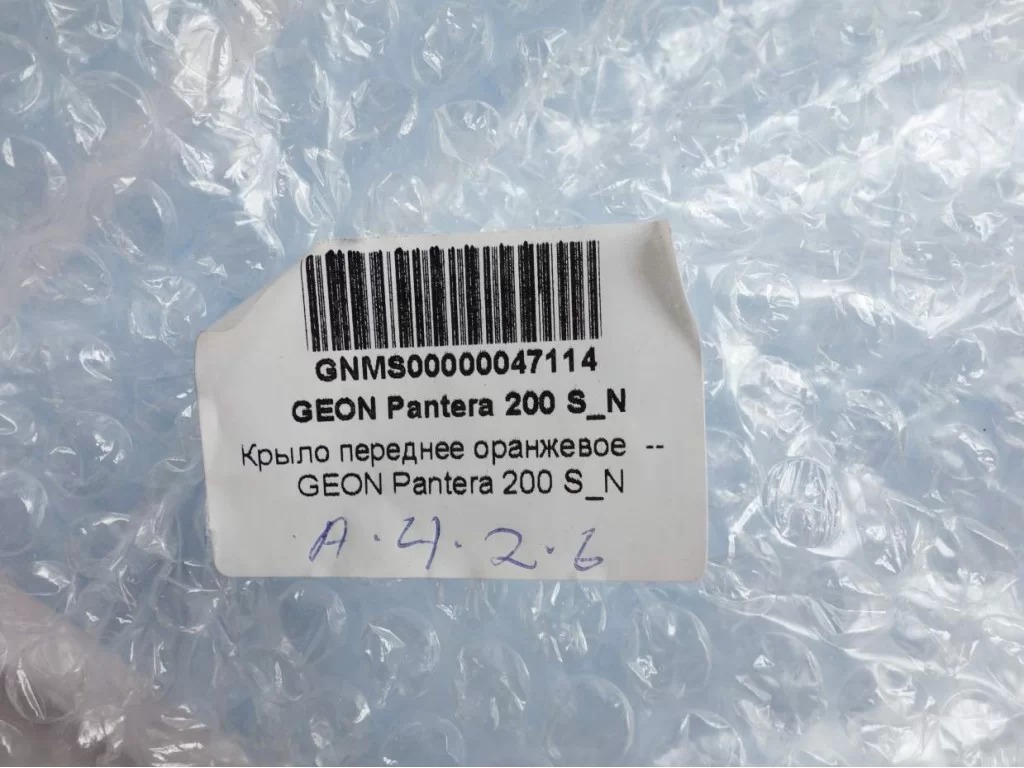 GNMS00000047114
GEON Pantera 200 S_N
Крыло переднее оранжевое --
GEON Pantera 200 S_N
А.4.2.6